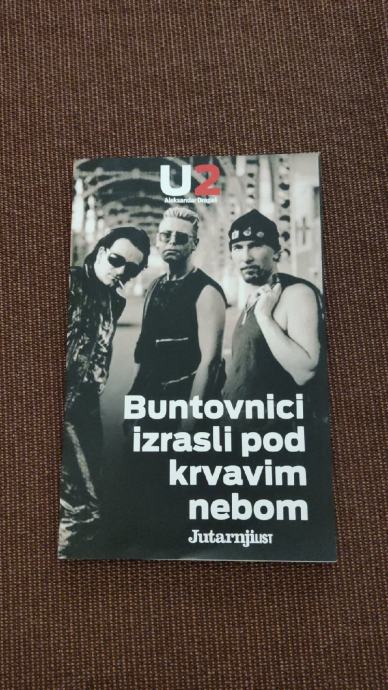 U2
Aleksandar Dragaš
Buntovnici
izrasli pod
krvavim
nebom
Jutarnji LIST